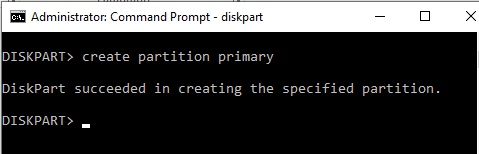 Administrator: Command Prompt - diskpart
DISKPART> create partition primary
DiskPart succeeded in creating the specified partition.
DISKPART>